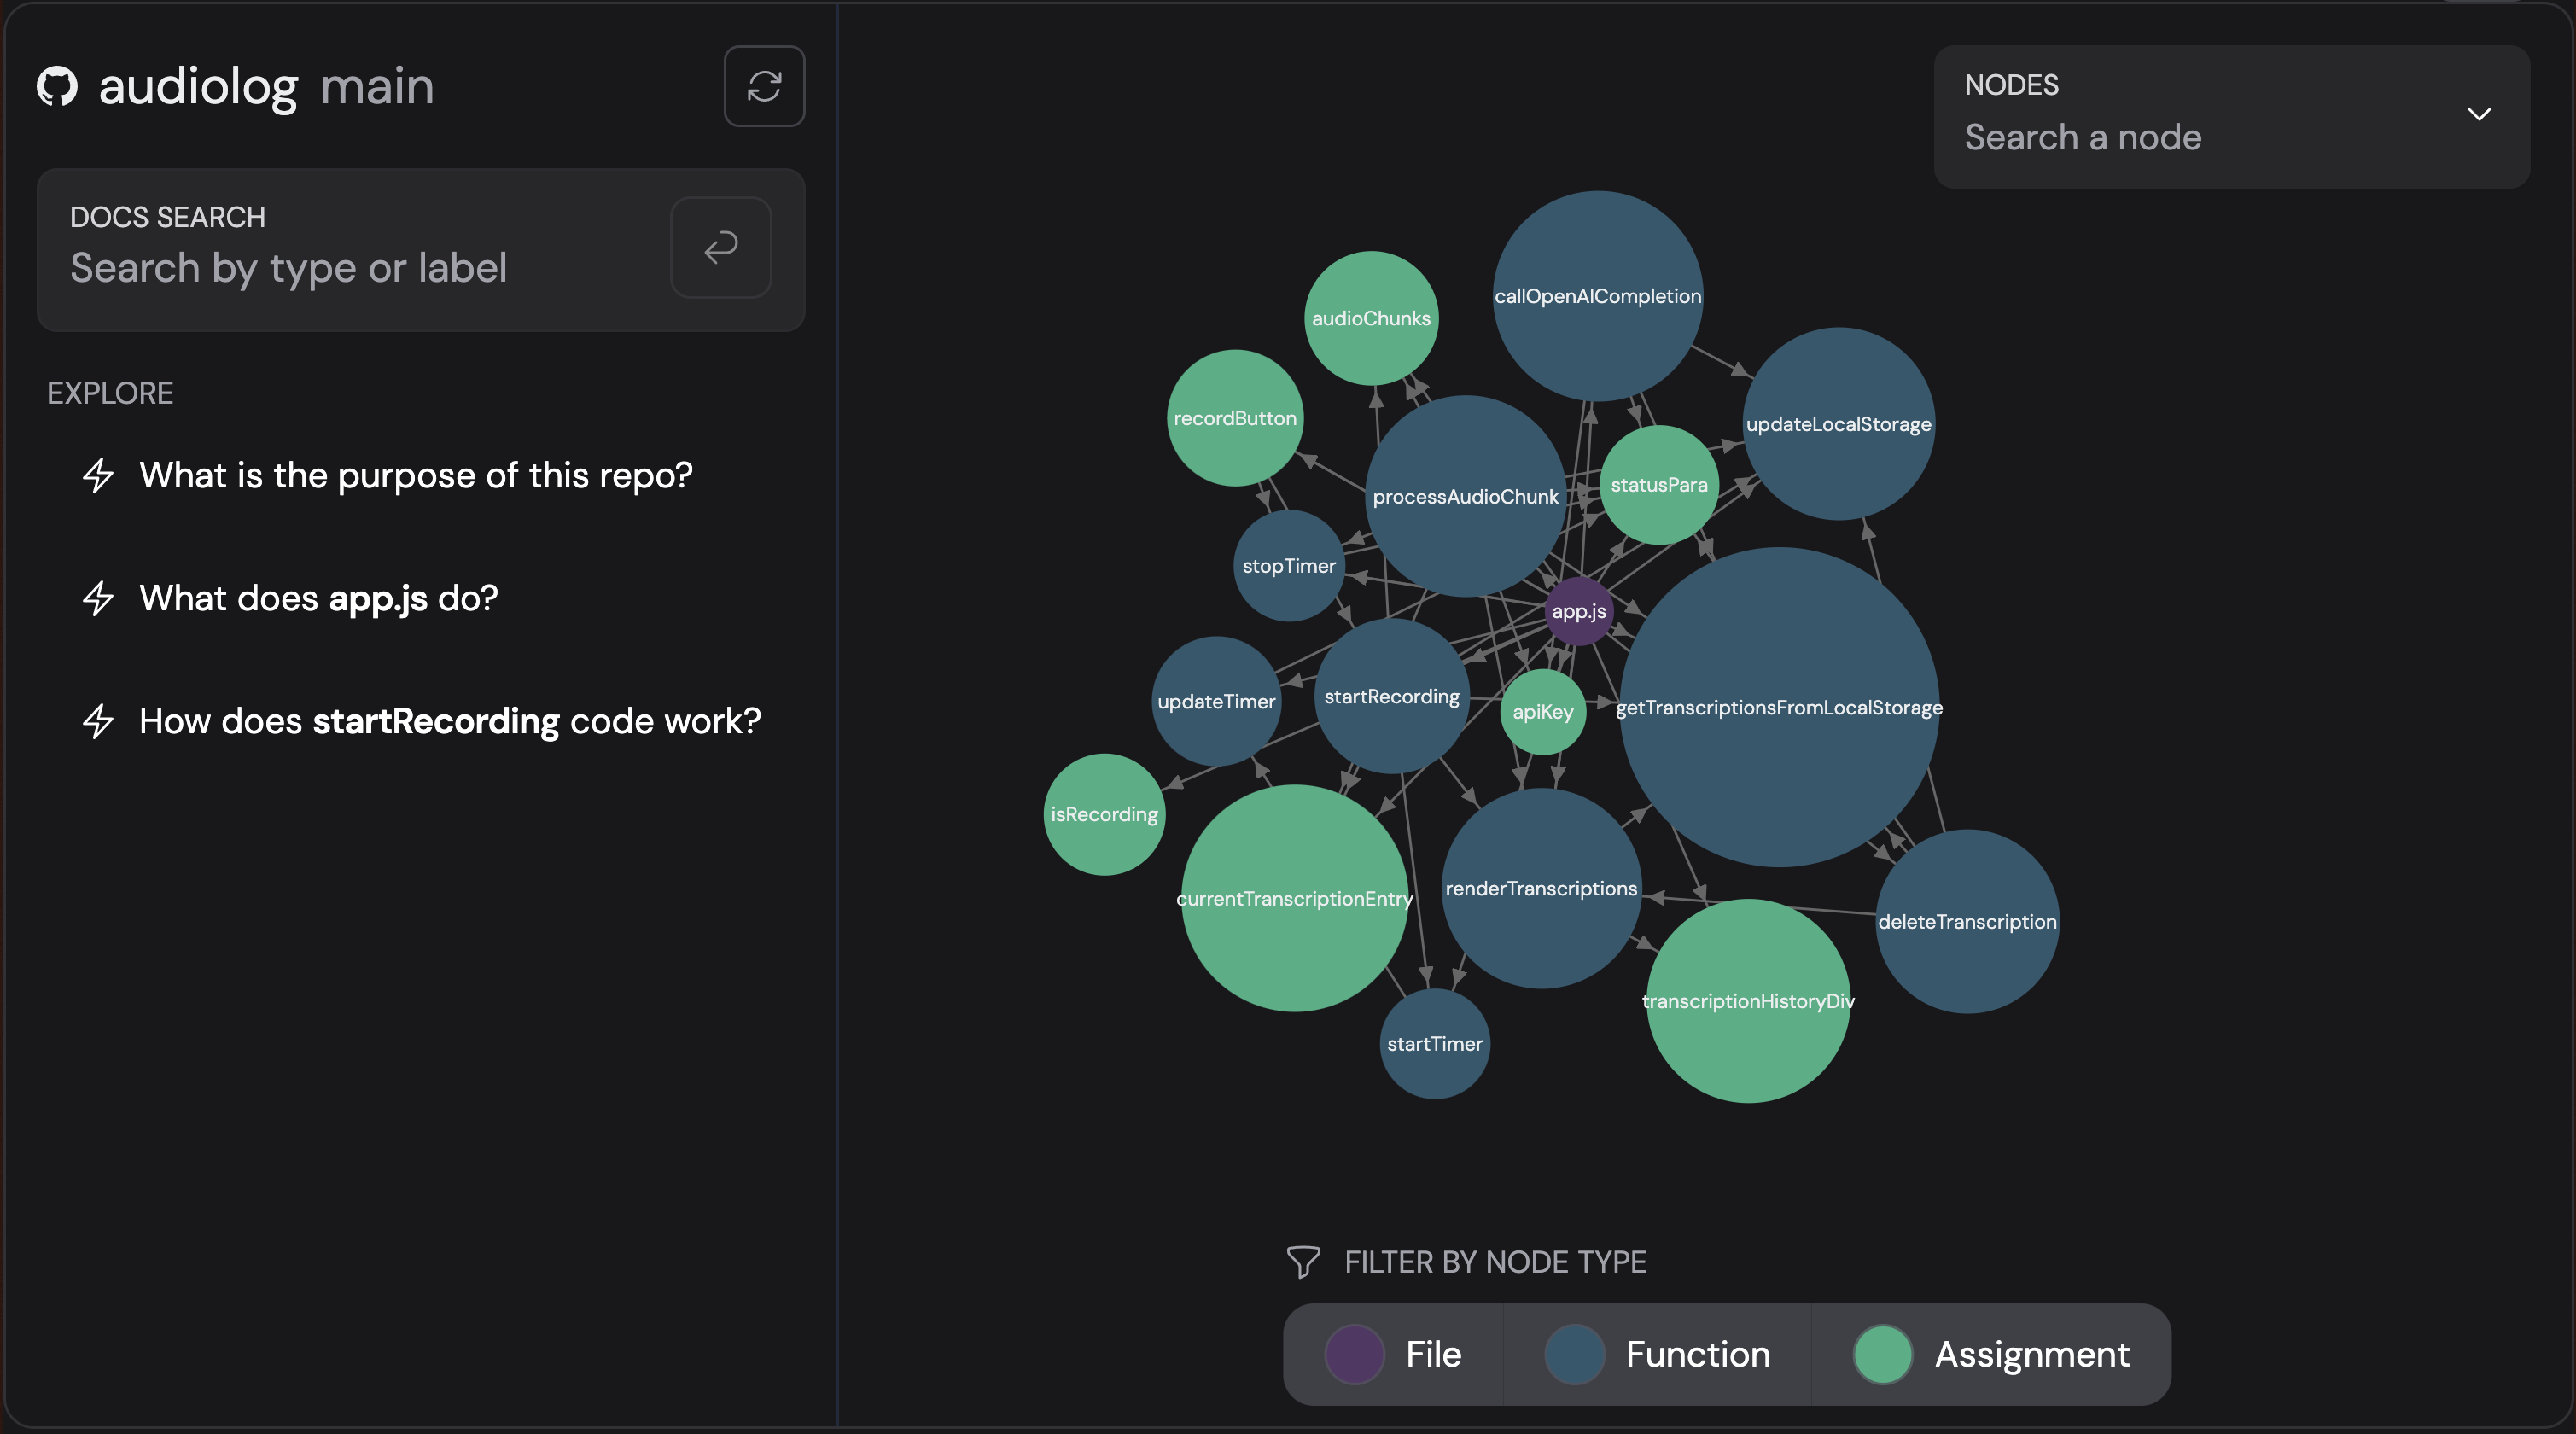 audiolog main
DOCS SEARCH
Search by type or label
EXPLORE
What is the purpose of this repo?
What does app.js do?
How does startRecording code work?
NODES
Search a node
callOpenAICompletion
audioChunks
recordButton
updateLocalStorage
processAudioChunk
statusPara
stopTimer
app.js
updateTimer
startRecording
apiKey
getTranscriptionsFromLocalStorage
isRecording
currentTranscriptionEntry
renderTranscriptions
deleteTranscription
transcriptionHistoryDiv
startTimer
FILTER BY NODE TYPE
File
Function
Assignment